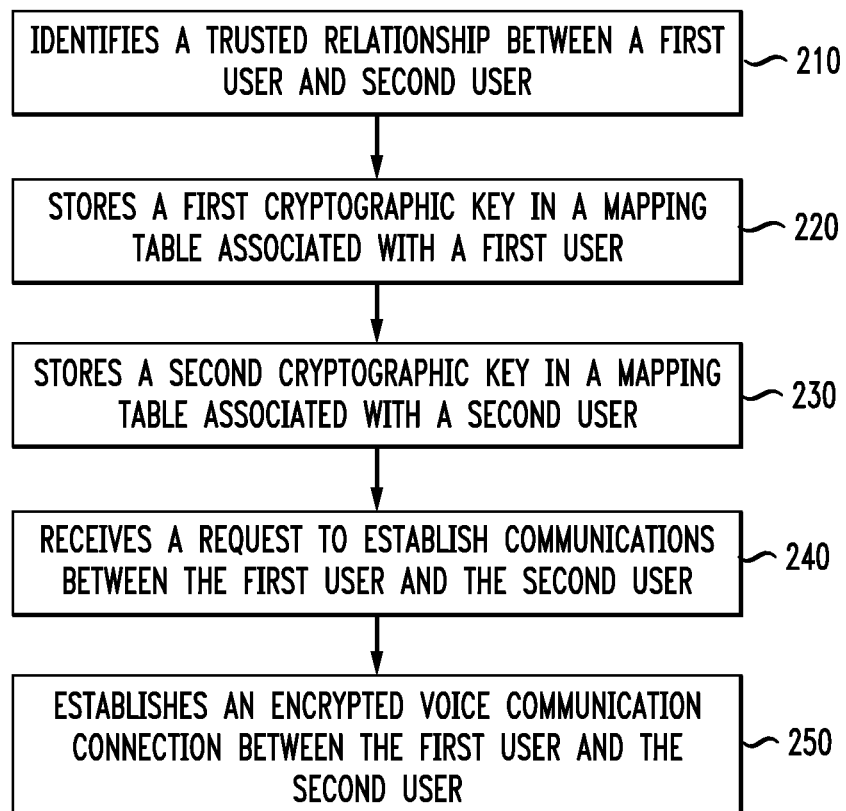 IDENTIFIES A TRUSTED RELATIONSHIP BETWEEN A FIRST
USER AND SECOND USER
210
STORES A FIRST CRYPTOGRAPHIC KEY IN A MAPPING
TABLE ASSOCIATED WITH A FIRST USER
220
STORES A SECOND CRYPTOGRAPHIC KEY IN A MAPPING
TABLE ASSOCIATED WITH A SECOND USER
230
RECEIVES A REQUEST TO ESTABLISH COMMUNICATIONS
BETWEEN THE FIRST USER AND THE SECOND USER
240
ESTABLISHES AN ENCRYPTED VOICE COMMUNICATION
CONNECTION BETWEEN THE FIRST USER AND THE
SECOND USER
250